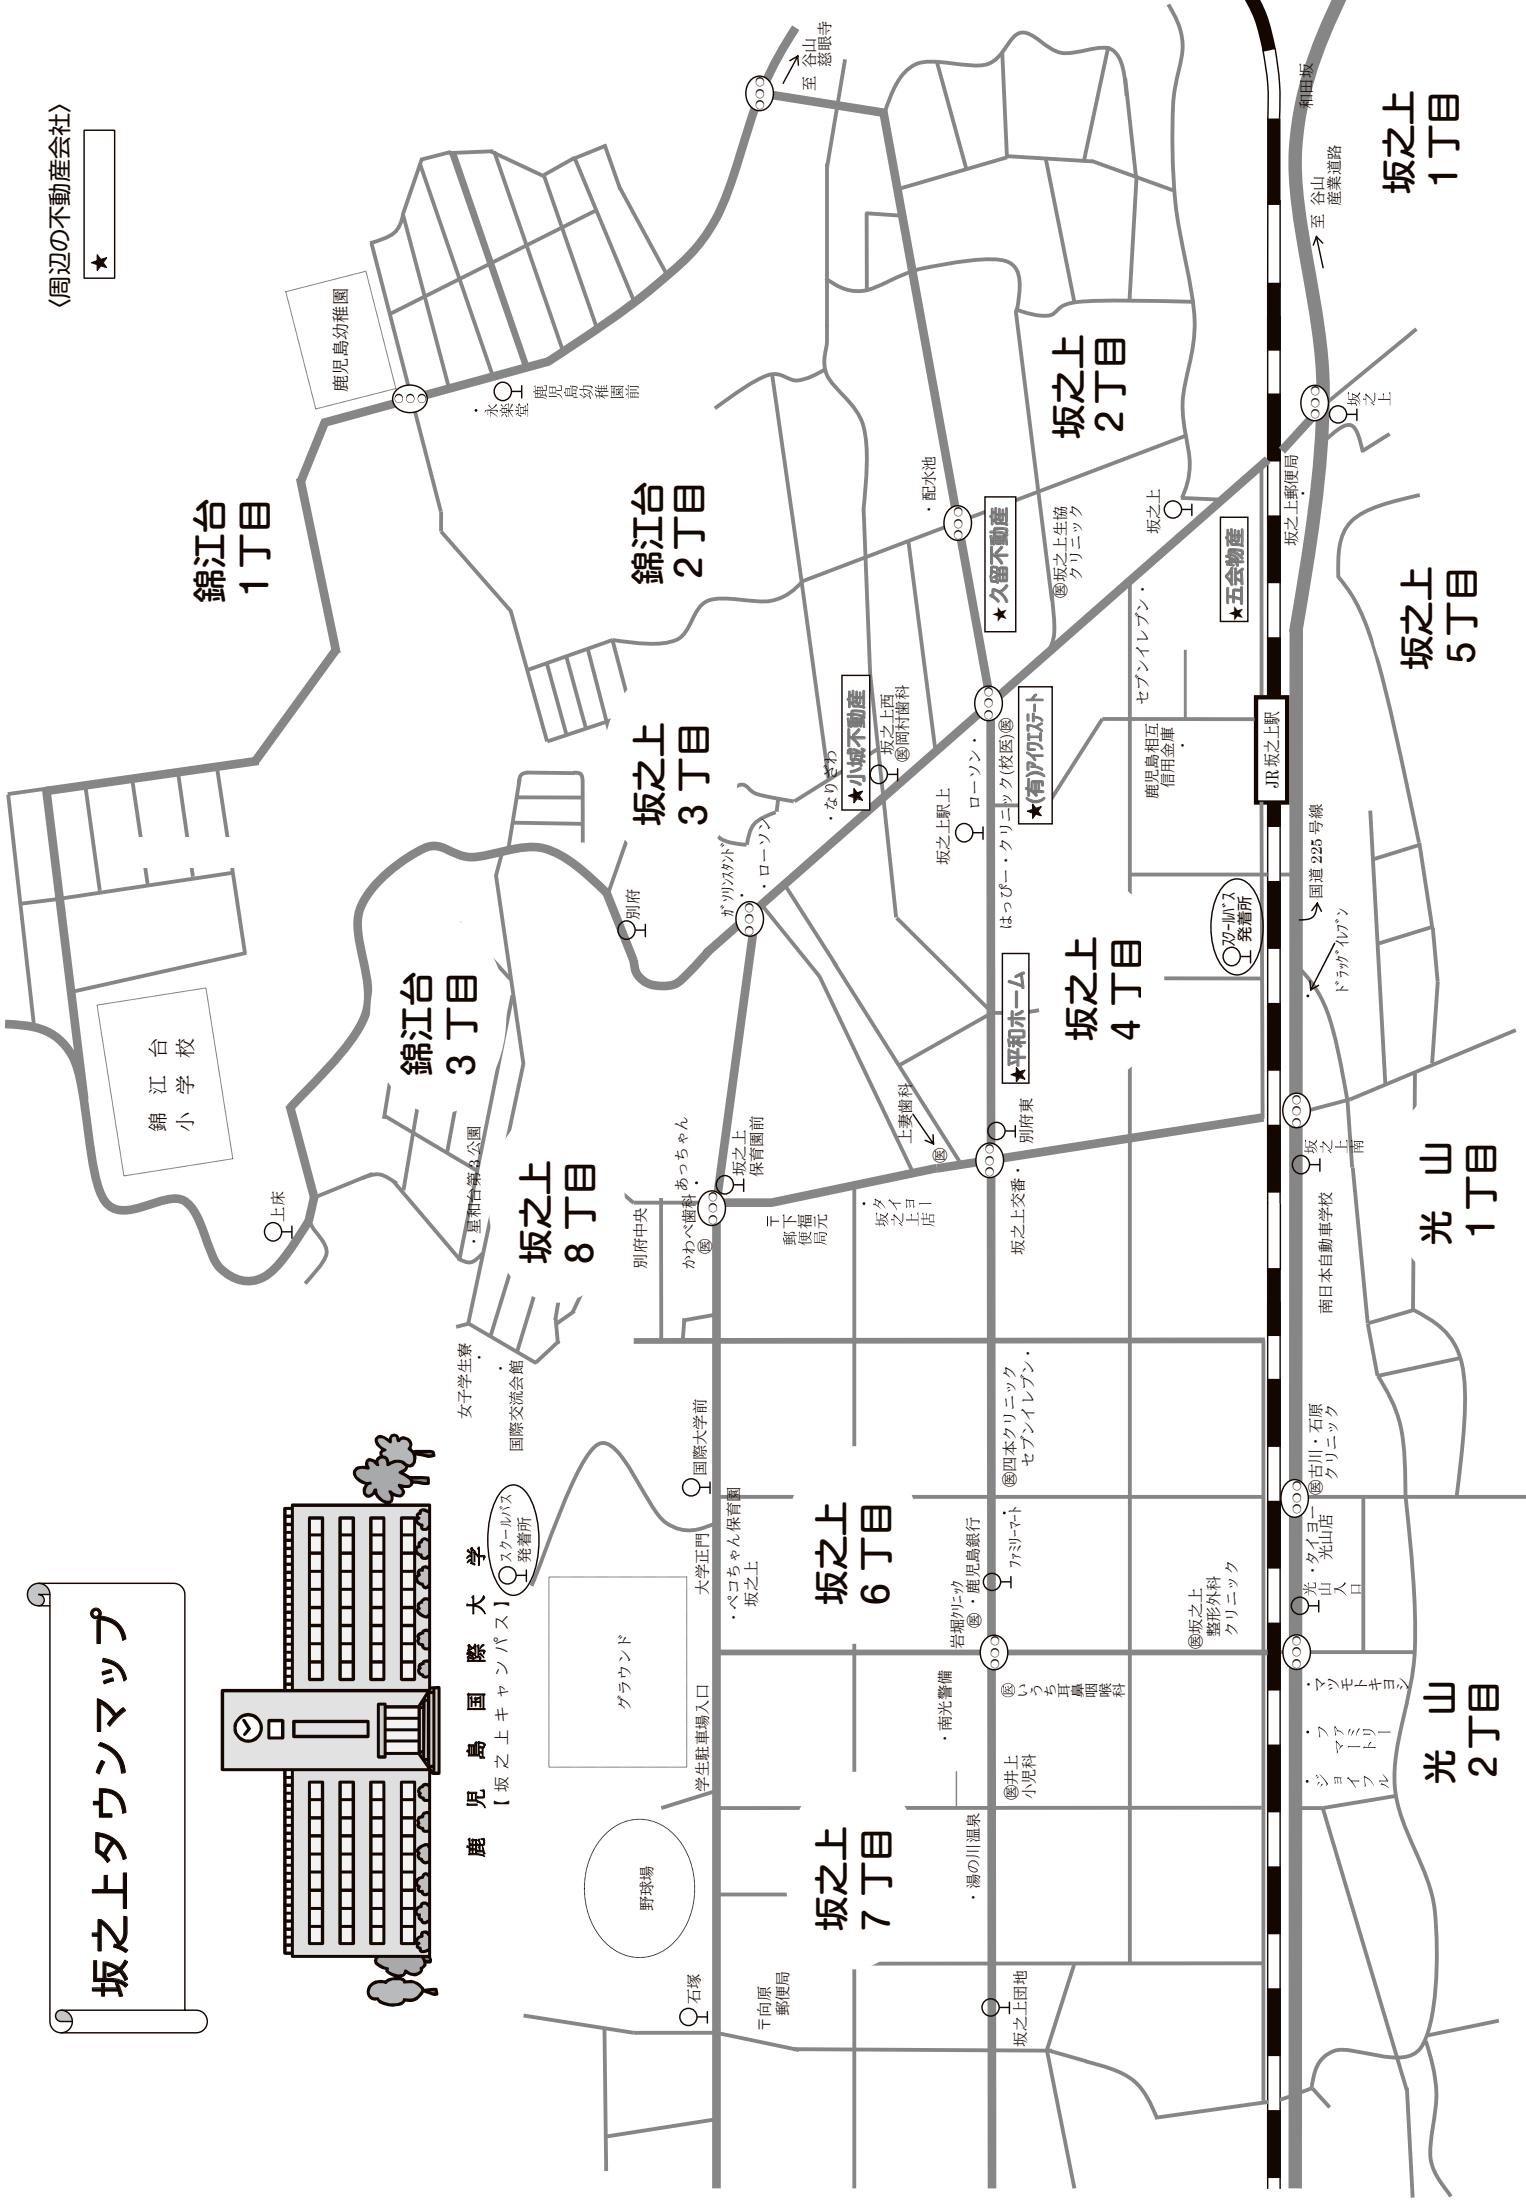 坂之上タウンマップ
〈周辺の不動産会社〉
★
鹿児島国際大学
【坂之上キャンパス】
スクールバス
発着所
女子学生寮
国際交流会館
グラウンド
野球場
石塚
学生駐車場入口
大学正門
国際大学前
・ペコちゃん保育園
坂之上
〒向原
郵便局
錦江台
小学校
上床
・星和台第3公園
錦江台
3丁目
錦江台
1丁目
錦江台
2丁目
鹿児島幼稚園
・永楽堂
鹿児島幼稚園前
至 谷山
慈眼寺
坂之上
8丁目
坂之上
3丁目
坂之上
2丁目
坂之上
1丁目
坂之上
7丁目
坂之上
6丁目
坂之上
4丁目
坂之上
5丁目
光山
1丁目
光山
2丁目
別府
別府中央
かわべ歯科
医
あっちゃん
坂之上
保育園前
〒下福元
郵便局
・タイヨー
坂之上店
上妻歯科
医
別府東
坂之上交番・
ガソリンスタンド
・ローソン
・なりざわ
★小城不動産
坂之上西
医岡村歯科
坂之上駅上
ローソン・
はっぴー・クリニック(校医)医
★(有)アイクエステート
★平和ホーム
・配水池
★久留不動産
医坂之上生協
クリニック
坂之上
セブンイレブン・
★五会物産
鹿児島相互
信用金庫
JR坂之上駅
スクールバス
発着所
坂之上郵便局
坂之上
和田坂
至 谷山
産業道路
国道225号線
ドラッグイレブン
坂之上南
南日本自動車学校
医四本クリニック
セブンイレブン・
ファミリーマート
岩堀クリニック
医・鹿児島銀行
・南光警備
医いうち耳鼻咽喉科
医井上
小児科
・湯の川温泉
坂之上団地
医坂之上
整形外科
クリニック
医古川・石原
クリニック
・タイヨー
光山店
光山入口
・マツモトキヨシ
・ファミリー
マート
・ジョイフル